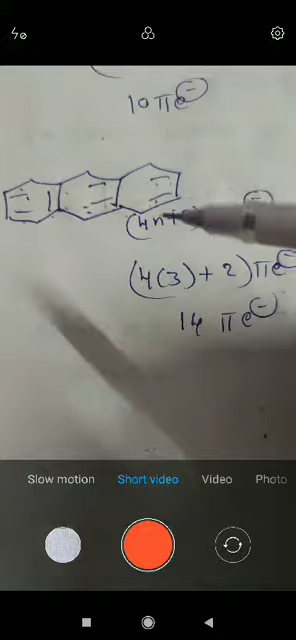 10πe⊖
(4n+
(4(3)+2)πe⊖
14 πe⊖
Slow motion Short video Video Photo